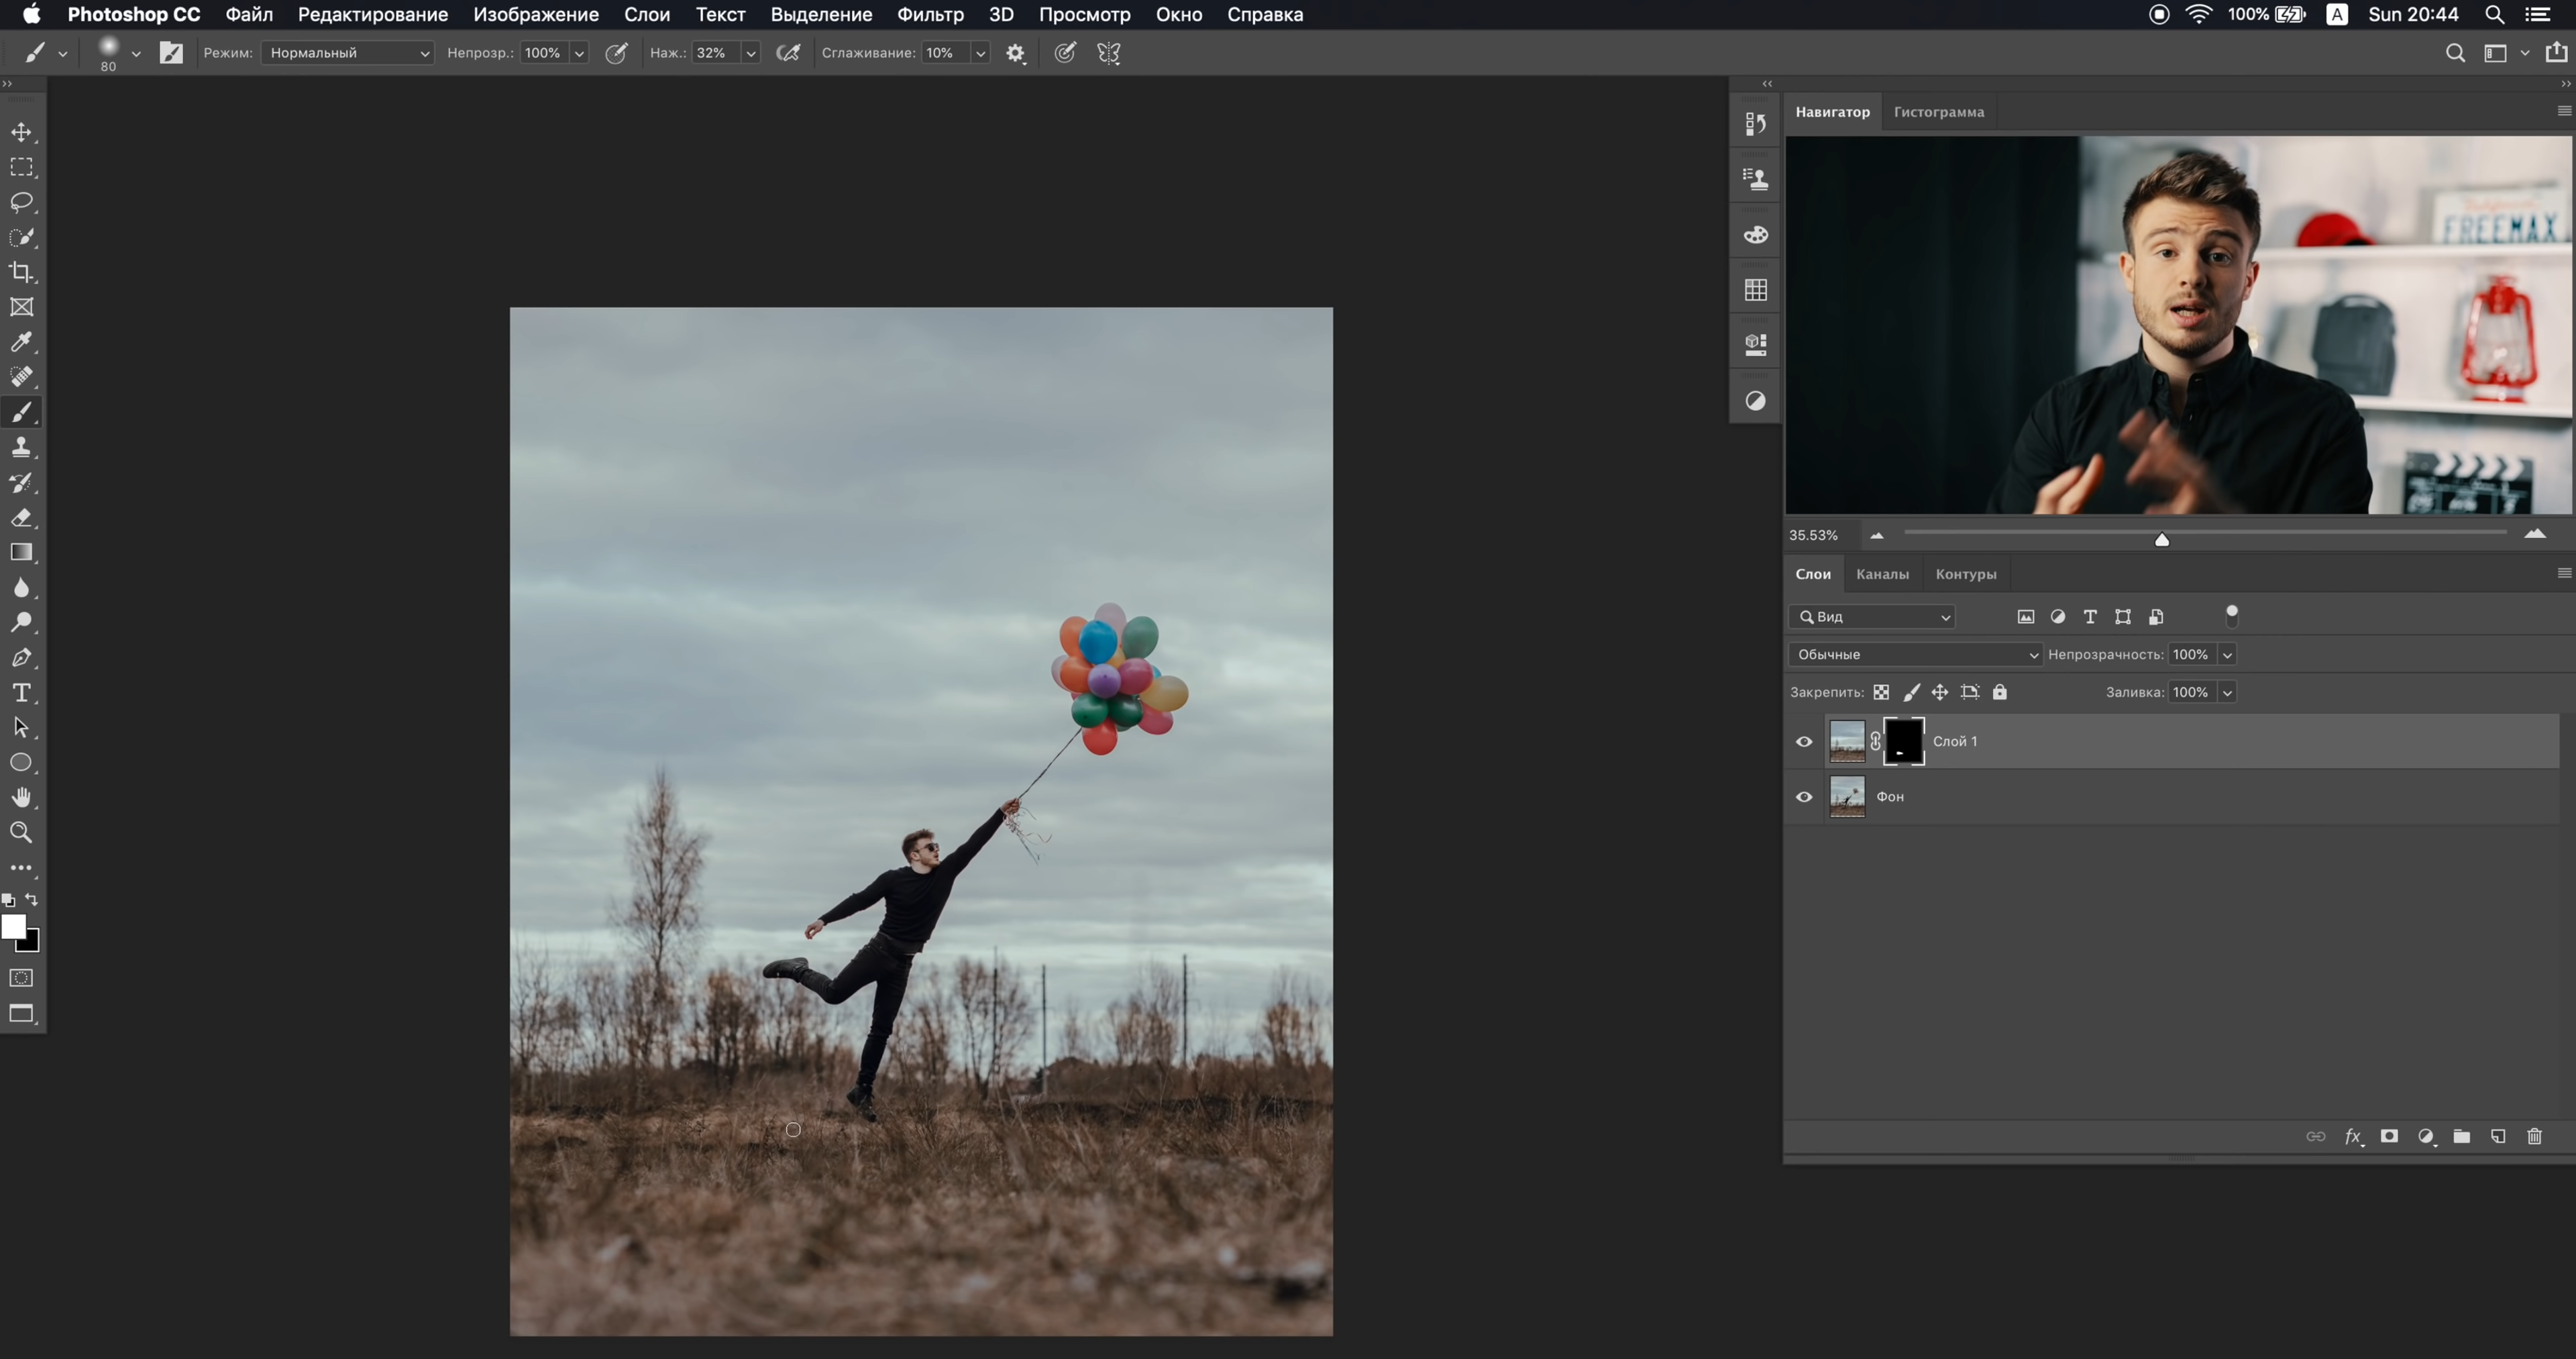 Photoshop CC Файл Редактирование Изображение Слои Текст Выделение Фильтр 3D Просмотр Окно Справка 100% A Sun 20:44
80 Режим: Нормальный Непрозр.: 100% Наж.: 32% Сглаживание: 10%
Навигатор Гистограмма
FREEMAX
35.53%
Слои Каналы Контуры
Вид
Обычные Непрозрачность: 100%
Закрепить: Заливка: 100%
Слой 1
Фон
fx